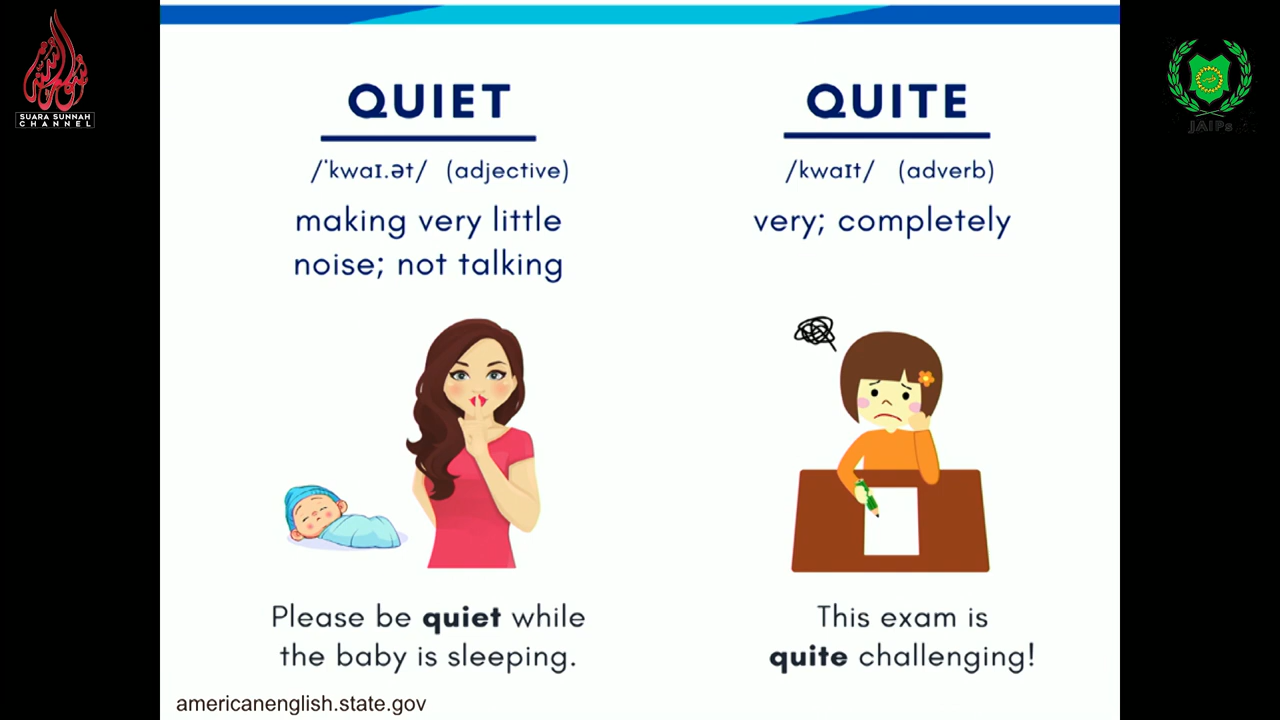 SUARA SUNNAH
CHANNEL
JAIPs
QUIET
/ˈkwaɪ.ət/ (adjective)
making very little
noise; not talking
Please be quiet while
the baby is sleeping.
QUITE
/kwaɪt/ (adverb)
very; completely
This exam is
quite challenging!
americanenglish.state.gov